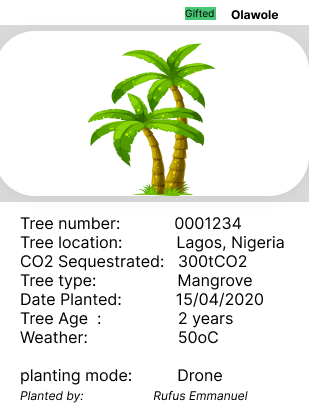 Gifted Olawole
Tree number: 0001234
Tree location: Lagos, Nigeria
CO2 Sequestrated: 300tCO2
Tree type: Mangrove
Date Planted: 15/04/2020
Tree Age : 2 years
Weather: 50oC
planting mode: Drone
Planted by: Rufus Emmanuel